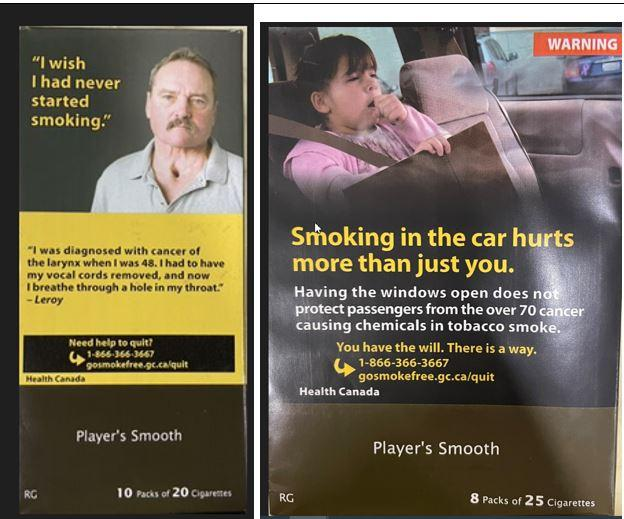 "I wish
I had never
started
smoking."
"I was diagnosed with cancer of
the larynx when I was 48. I had to have
my vocal cords removed, and now
I breathe through a hole in my throat."
– Leroy
Need help to quit?
1-866-366-3667
gosmokefree.gc.ca/quit
Health Canada
Player's Smooth
RG
10 Packs of 20 Cigarettes
WARNING
Smoking in the car hurts
more than just you.
Having the windows open does not
protect passengers from the over 70 cancer
causing chemicals in tobacco smoke.
You have the will. There is a way.
1-866-366-3667
gosmokefree.gc.ca/quit
Health Canada
Player's Smooth
RG
8 Packs of 25 Cigarettes